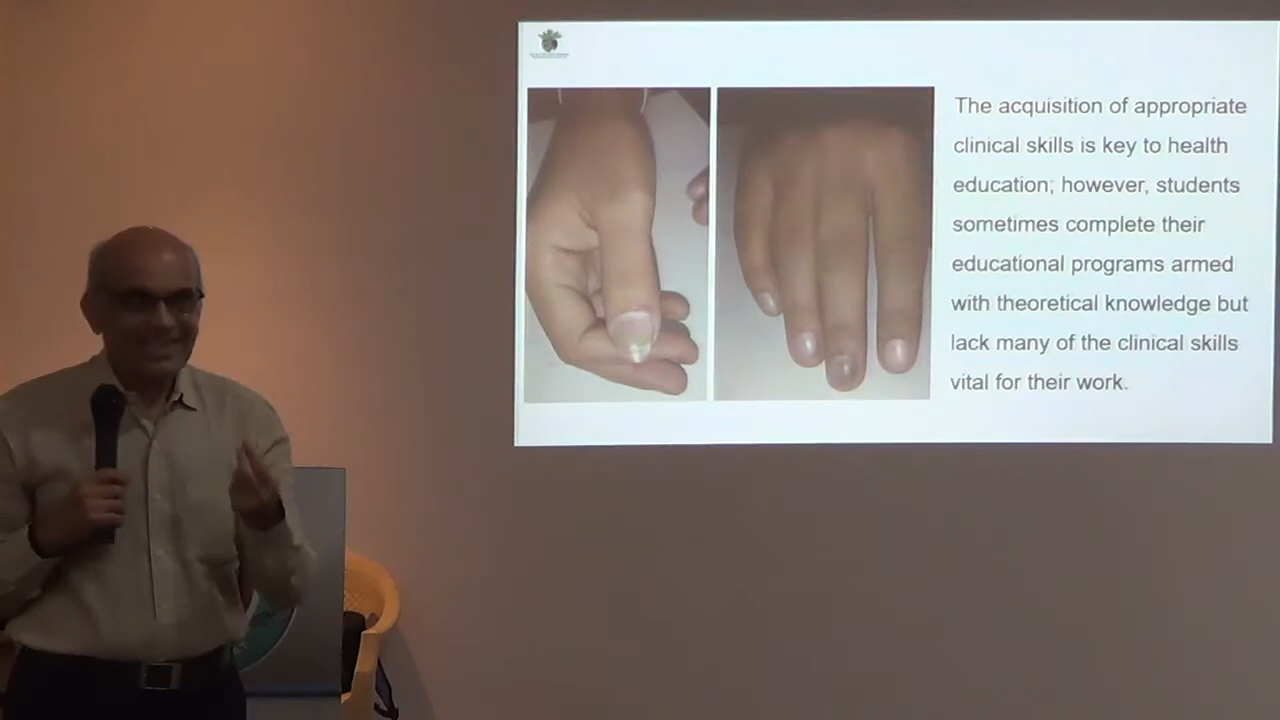 The acquisition of appropriate
clinical skills is key to health
education; however, students
sometimes complete their
educational programs armed
with theoretical knowledge but
lack many of the clinical skills
vital for their work.